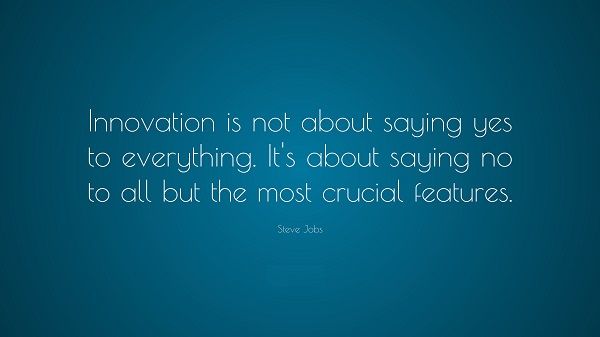 Innovation is not about saying yes
to everything. It's about saying no
to all but the most crucial features.
Steve Jobs